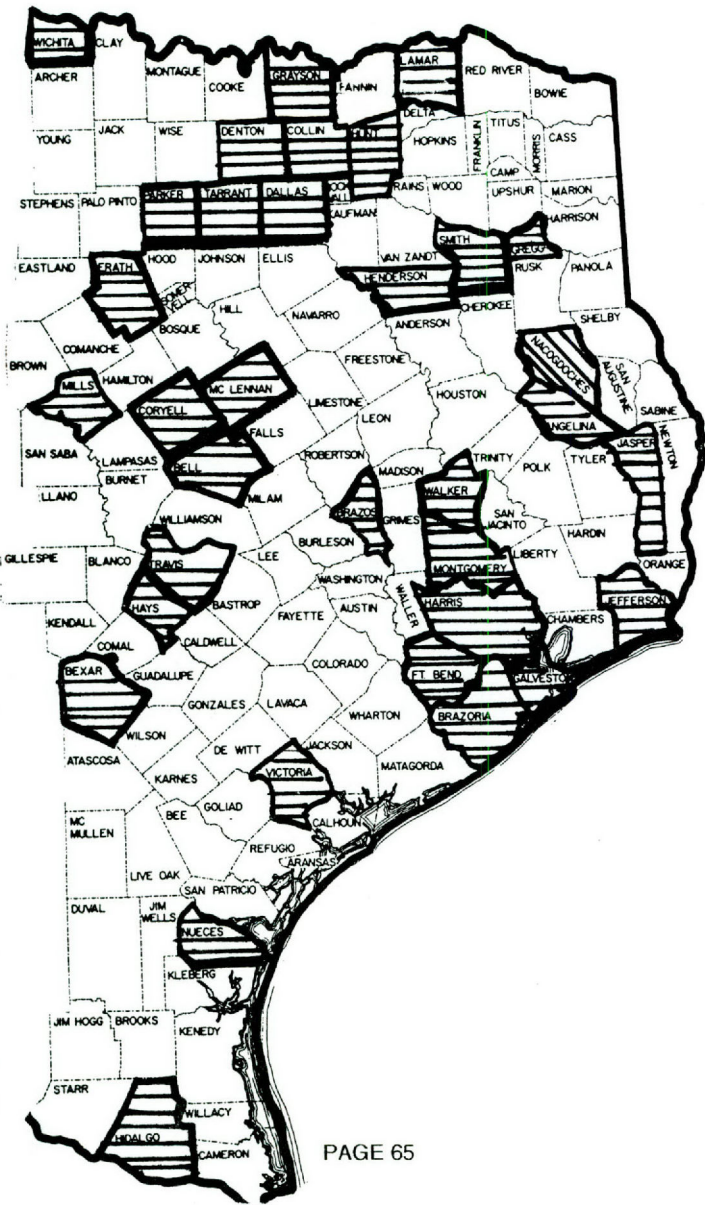 WICHITA CLAY
LAMAR
ARCHER MONTAGUE COOKE GRAYSON FANNIN RED RIVER
BOWIE
DELTA
YOUNG JACK WISE DENTON COLLIN HUNT HOPKINS FRANKLIN TITUS MORRIS CASS
CAMP
STEPHENS PALO PINTO PARKER TARRANT DALLAS RAINS WOOD UPSHUR MARION
KAUFMAN HARRISON
EASTLAND ERATH HOOD JOHNSON ELLIS VAN ZANDT SMITH GREGG
HENDERSON RUSK PANOLA
SOMER
VELL
HILL NAVARRO CHEROKEE
BOSQUE ANDERSON SHELBY
BROWN COMANCHE FREESTONE NACOGDOCHES SAN
AUGUSTINE
MILLS HAMILTON MC LENNAN
CORYELL LIMESTONE HOUSTON SABINE
LEON
FALLS ANGELINA NEWTON
SAN SABA LAMPASAS BELL ROBERTSON MADISON TRINITY JASPER
POLK TYLER
BURNET
LLANO MILAM WALKER
WILLIAMSON BRAZOS GRIMES SAN
JACINTO
BURLESON HARDIN
GILLESPIE BLANCO TRAVIS LEE LIBERTY
MONTGOMERY ORANGE
WASHINGTON
HAYS BASTROP WALLER HARRIS JEFFERSON
FAYETTE AUSTIN
KENDALL CHAMBERS
COMAL CALDWELL
COLORADO
BEXAR GUADALUPE FT. BEND GALVESTON
GONZALES LAVACA
WHARTON BRAZORIA
WILSON
DE WITT JACKSON
ATASCOSA MATAGORDA
KARNES VICTORIA
GOLIAD
MC
MULLEN BEE CALHOUN
REFUGIO
ARANSAS
LIVE OAK
SAN PATRICIO
DUVAL JIM
WELLS
NUECES
KLEBERG
JIM HOGG BROOKS KENEDY
STARR
WILLACY
HIDALGO
CAMERON
PAGE 65